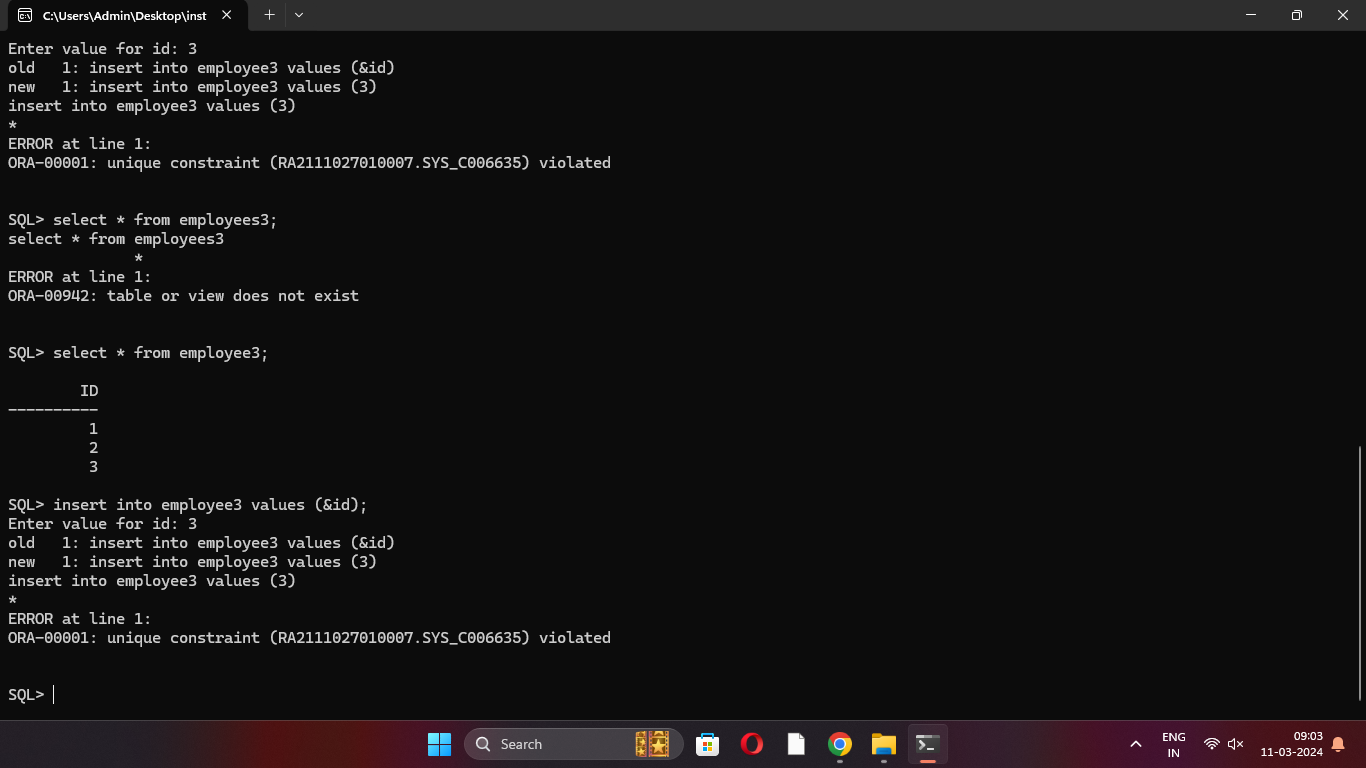 C:\Users\Admin\Desktop\inst
Enter value for id: 3
old   1: insert into employee3 values (&id)
new   1: insert into employee3 values (3)
insert into employee3 values (3)
*
ERROR at line 1:
ORA-00001: unique constraint (RA2111027010007.SYS_C006635) violated
SQL> select * from employees3;
select * from employees3
              *
ERROR at line 1:
ORA-00942: table or view does not exist
SQL> select * from employee3;
        ID
----------
         1
         2
         3
SQL> insert into employee3 values (&id);
Enter value for id: 3
old   1: insert into employee3 values (&id)
new   1: insert into employee3 values (3)
insert into employee3 values (3)
*
ERROR at line 1:
ORA-00001: unique constraint (RA2111027010007.SYS_C006635) violated
SQL>
Search
ENG
IN
09:03
11-03-2024